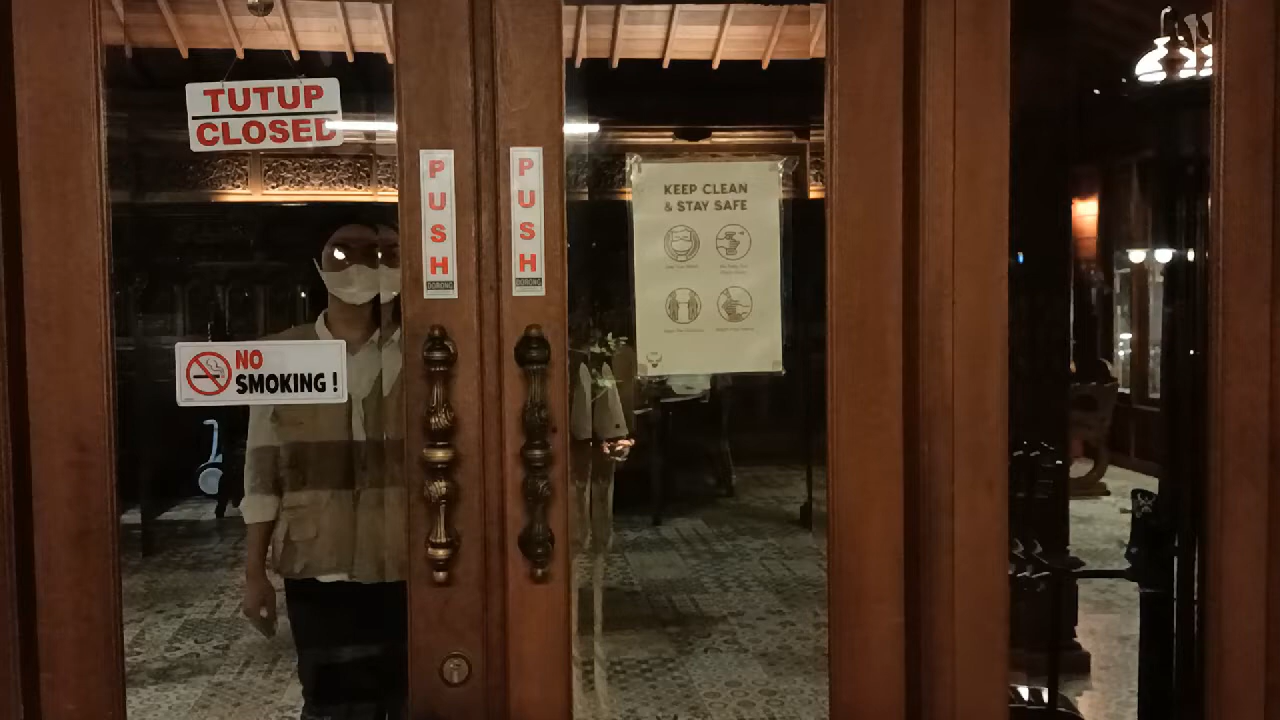 TUTUP
CLOSED
PUSH
DORONG
PUSH
DORONG
KEEP CLEAN
& STAY SAFE
NO
SMOKING !